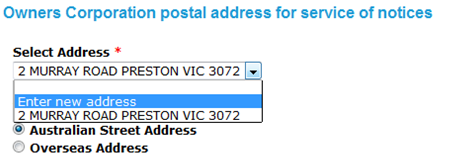 Owners Corporation postal address for service of notices
Select Address *
2 MURRAY ROAD PRESTON VIC 3072
Enter new address
2 MURRAY ROAD PRESTON VIC 3072
Australian Street Address
Overseas Address